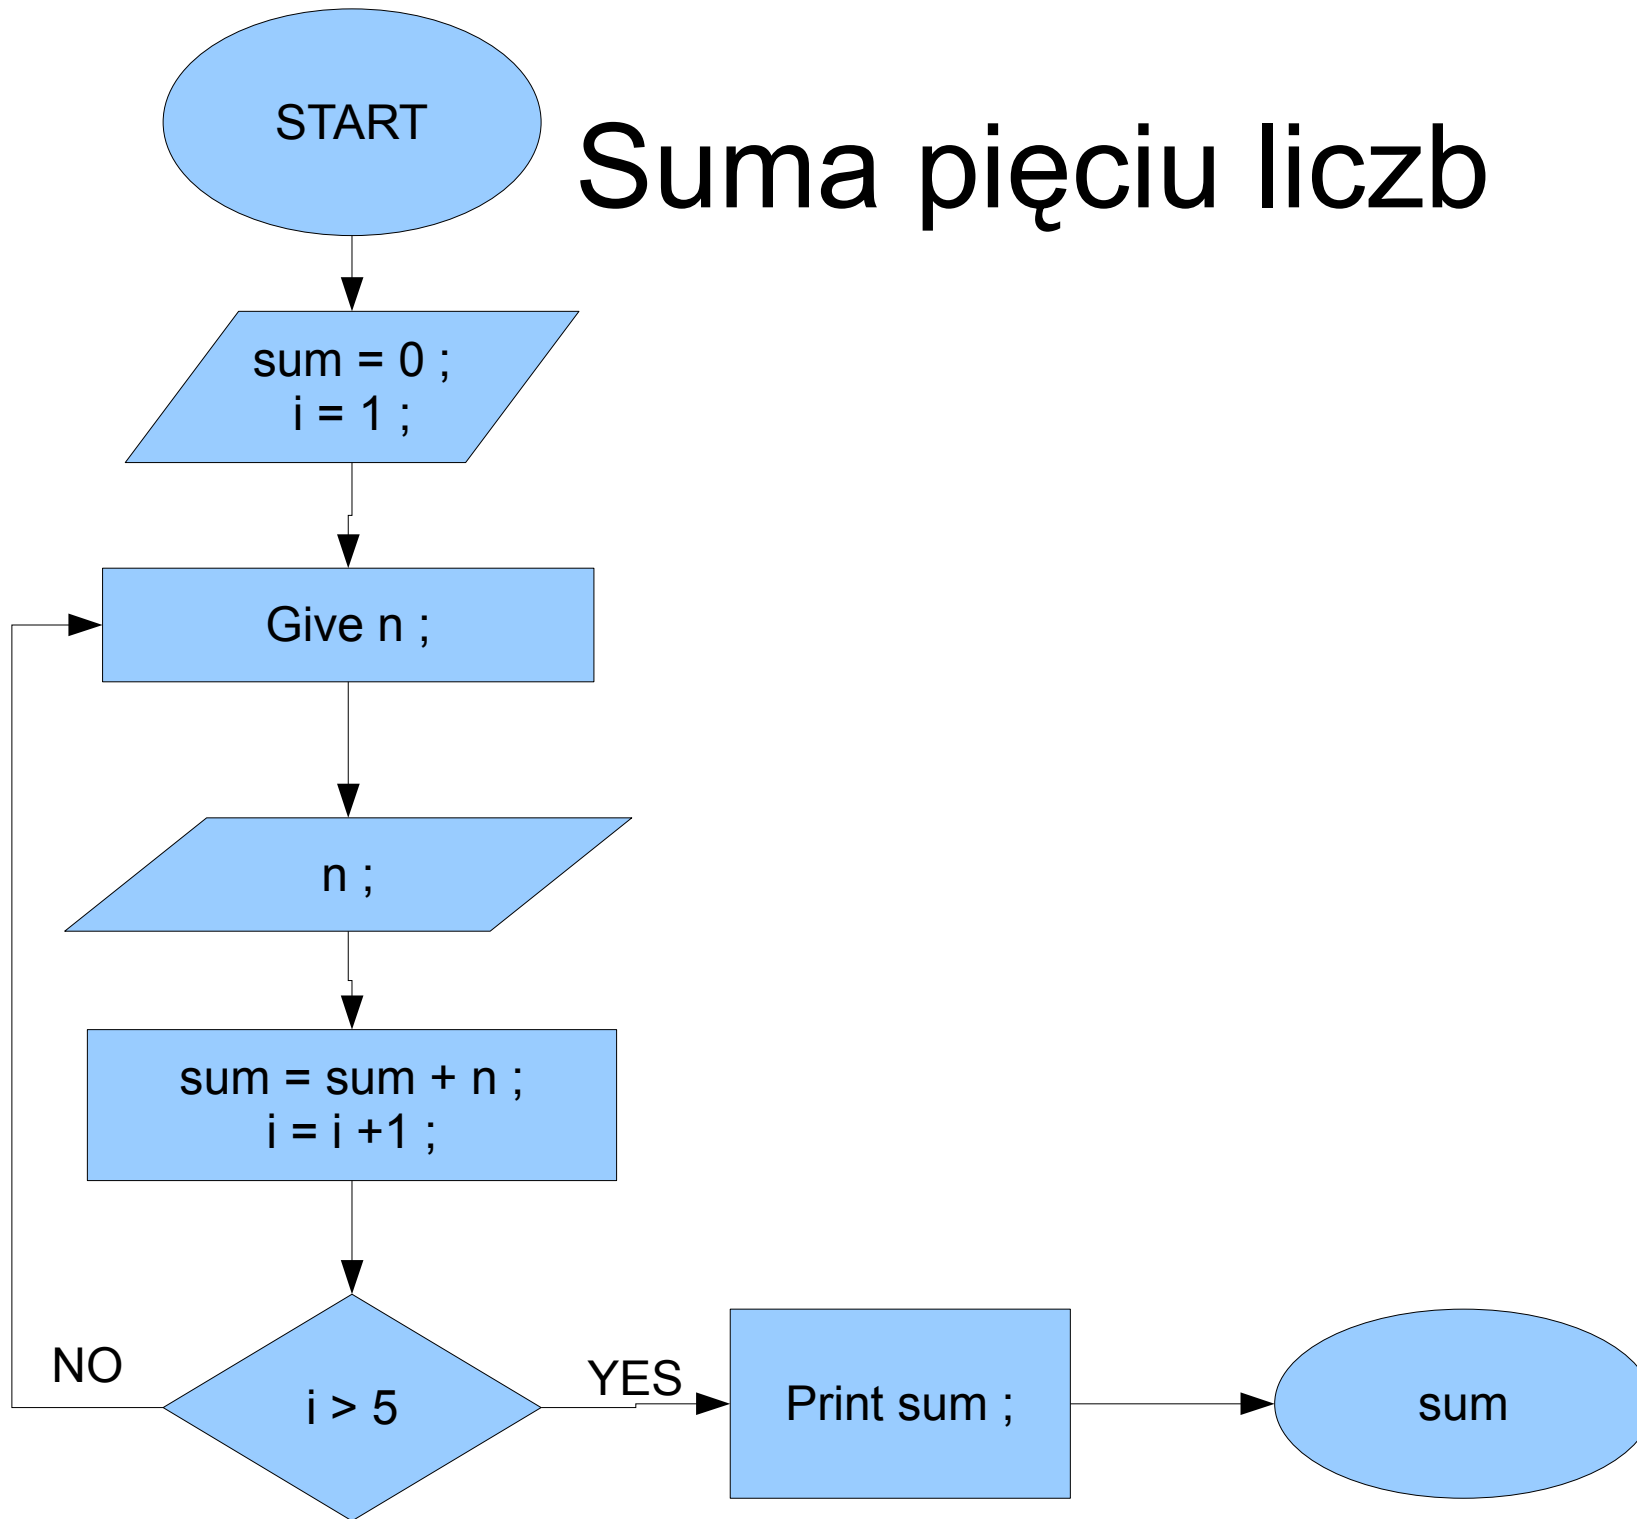 START
Suma pięciu liczb
sum = 0 ;
i = 1 ;
Give n ;
n ;
sum = sum + n ;
i = i +1 ;
NO
i > 5
YES
Print sum ;
sum